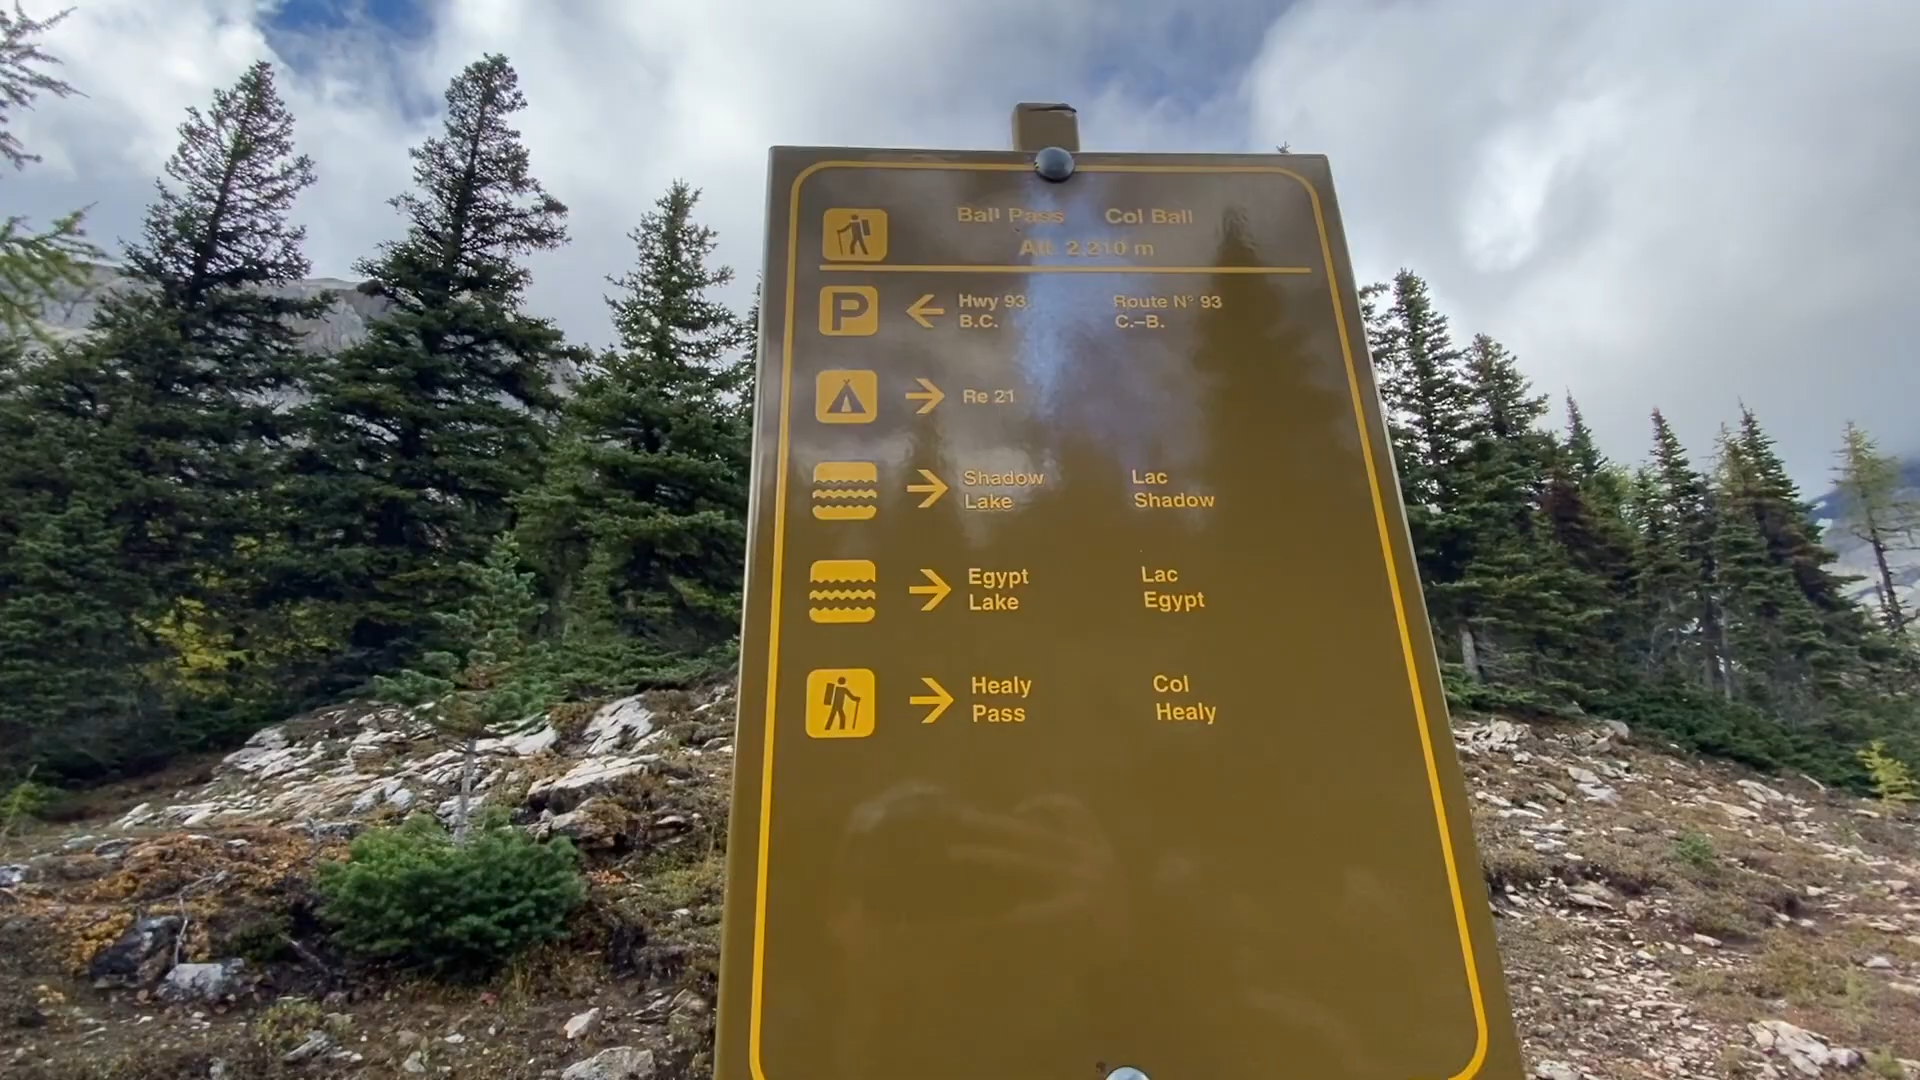 Ball Pass Col Ball
Alt. 2,210 m
P
Hwy 93 Route Nº 93
B.C. C.–B.
Re 21
Shadow Lac
Lake Shadow
Egypt Lac
Lake Egypt
Healy Col
Pass Healy